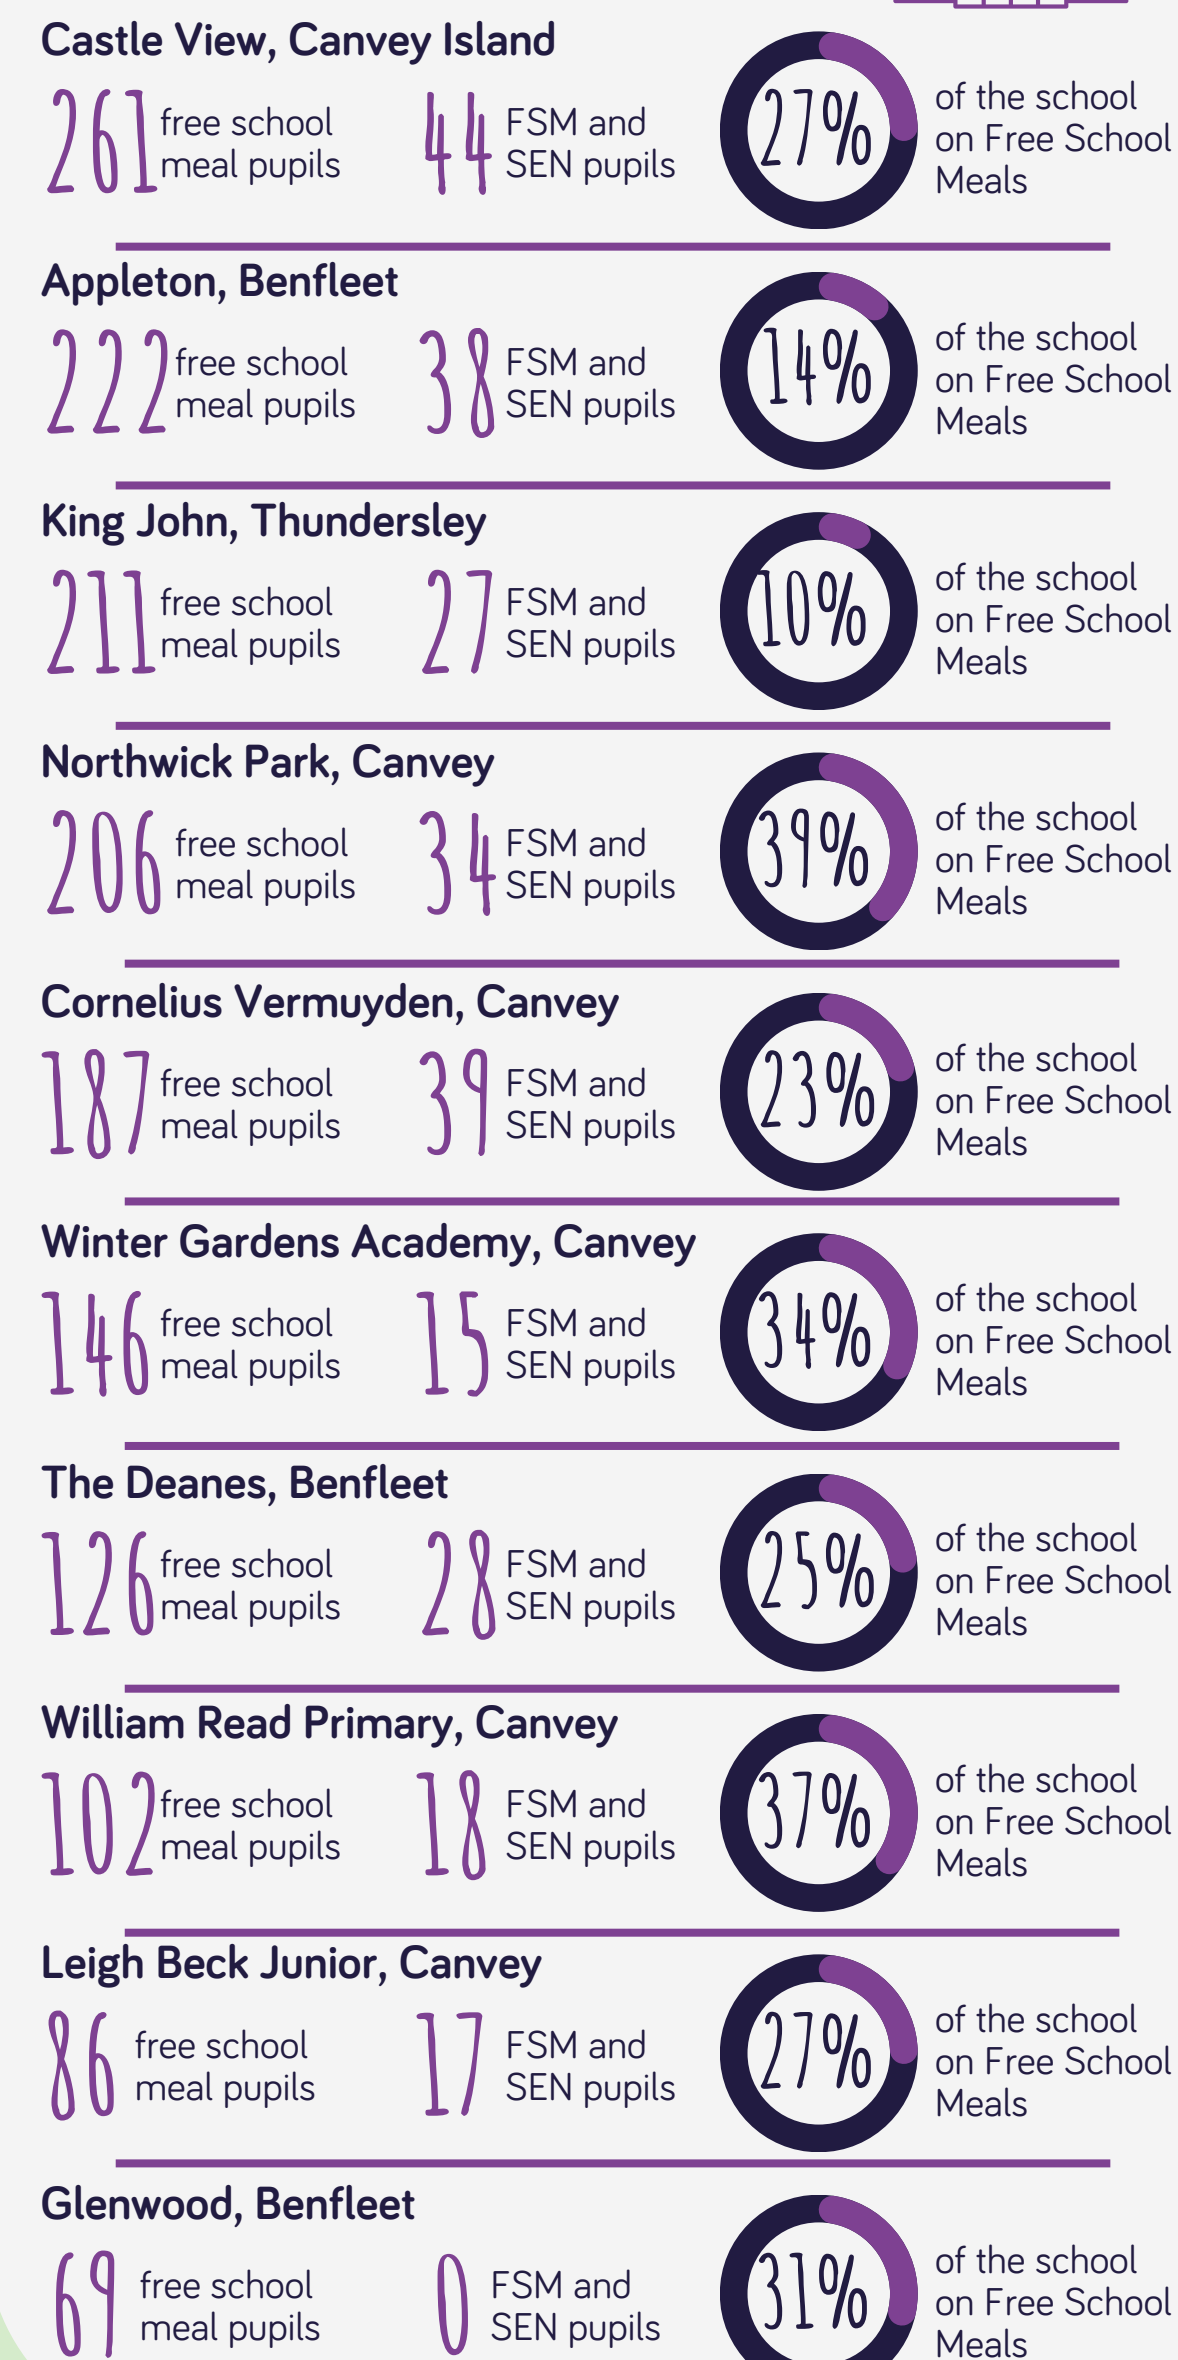 Castle View, Canvey Island
261 free school
meal pupils
44 FSM and
SEN pupils
27%
of the school
on Free School
Meals
Appleton, Benfleet
222 free school
meal pupils
38 FSM and
SEN pupils
14%
of the school
on Free School
Meals
King John, Thundersley
211 free school
meal pupils
27 FSM and
SEN pupils
10%
of the school
on Free School
Meals
Northwick Park, Canvey
206 free school
meal pupils
34 FSM and
SEN pupils
39%
of the school
on Free School
Meals
Cornelius Vermuyden, Canvey
187 free school
meal pupils
39 FSM and
SEN pupils
23%
of the school
on Free School
Meals
Winter Gardens Academy, Canvey
146 free school
meal pupils
15 FSM and
SEN pupils
34%
of the school
on Free School
Meals
The Deanes, Benfleet
126 free school
meal pupils
28 FSM and
SEN pupils
25%
of the school
on Free School
Meals
William Read Primary, Canvey
102 free school
meal pupils
18 FSM and
SEN pupils
37%
of the school
on Free School
Meals
Leigh Beck Junior, Canvey
86 free school
meal pupils
17 FSM and
SEN pupils
27%
of the school
on Free School
Meals
Glenwood, Benfleet
69 free school
meal pupils
0 FSM and
SEN pupils
31%
of the school
on Free School
Meals